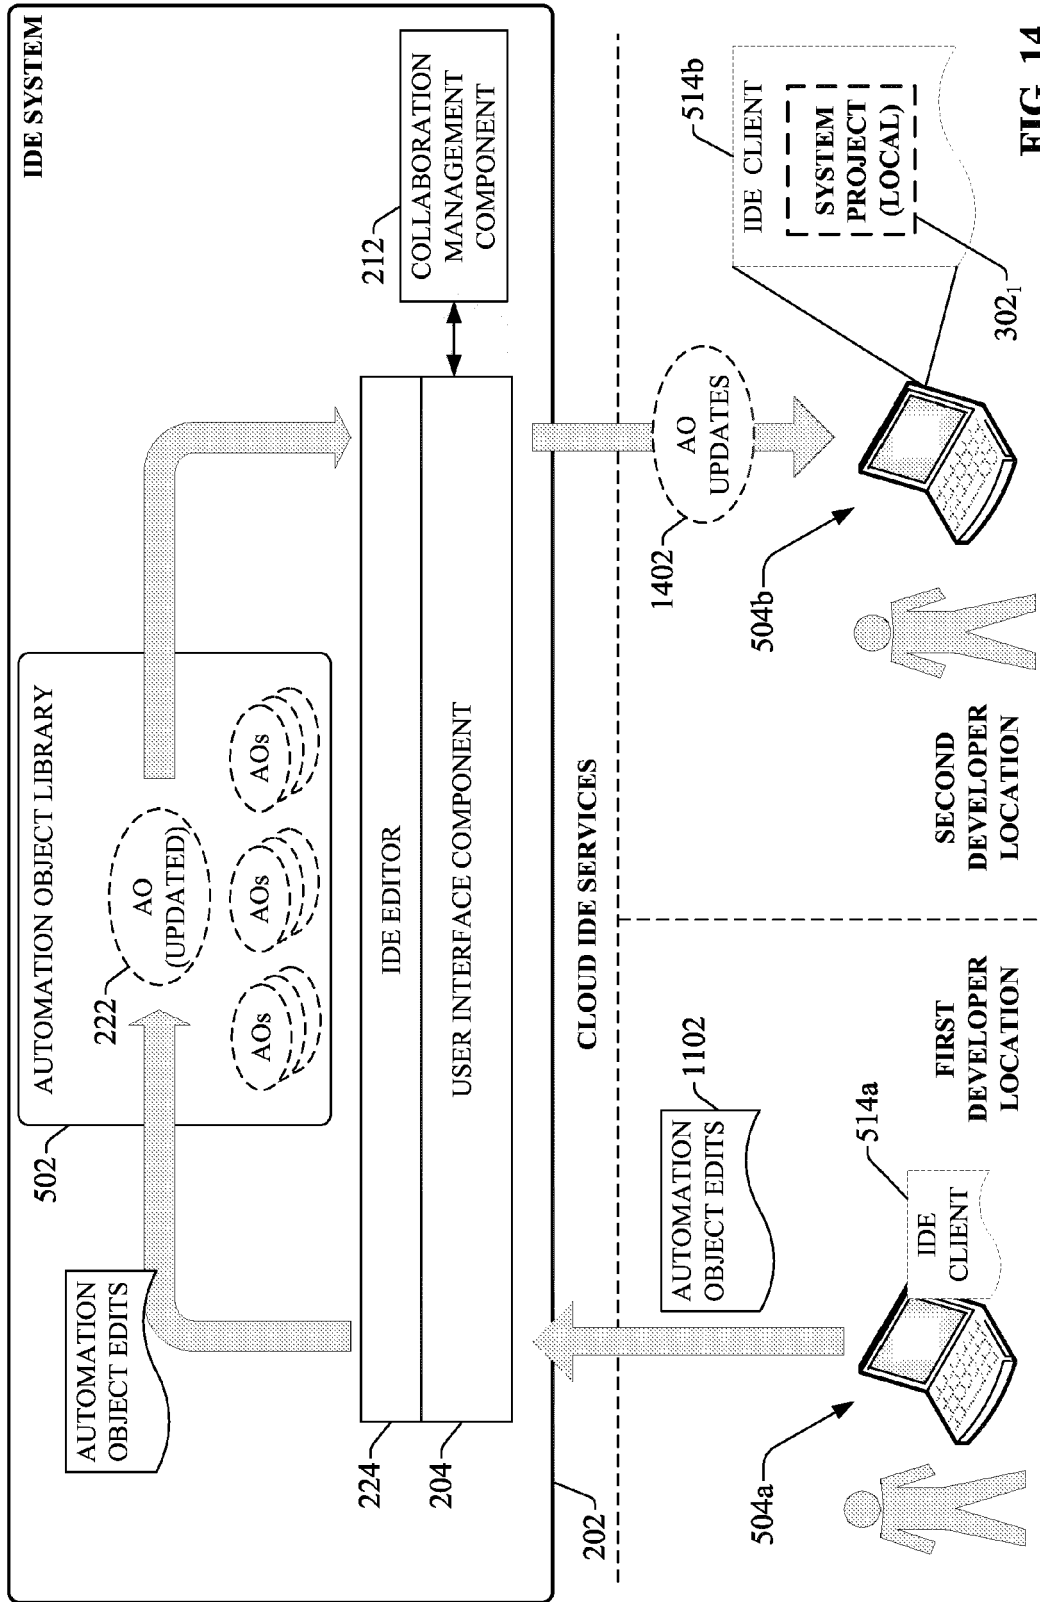 IDE SYSTEM
AUTOMATION OBJECT LIBRARY
502
AUTOMATION
OBJECT EDITS
222
AO
(UPDATED)
AOs
AOs
AOs
224
IDE EDITOR
204
USER INTERFACE COMPONENT
212
COLLABORATION
MANAGEMENT
COMPONENT
202
CLOUD IDE SERVICES
AUTOMATION
OBJECT EDITS
1102
1402
AO
UPDATES
504a
IDE
CLIENT
514a
FIRST
DEVELOPER
LOCATION
SECOND
DEVELOPER
LOCATION
504b
IDE CLIENT
514b
SYSTEM
PROJECT
(LOCAL)
302₁
FIG. 14